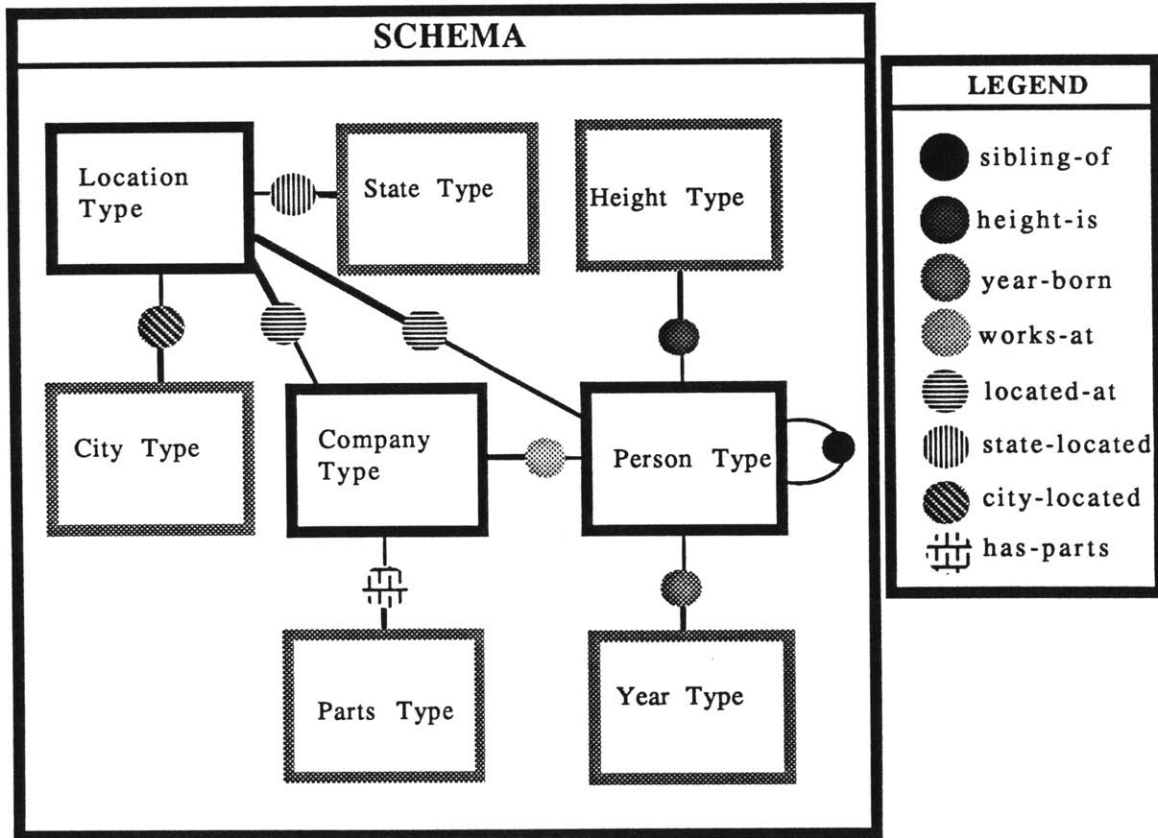 SCHEMA
Location
Type
State Type
Height Type
City Type
Company
Type
Person Type
Parts Type
Year Type
LEGEND
sibling-of
height-is
year-born
works-at
located-at
state-located
city-located
has-parts